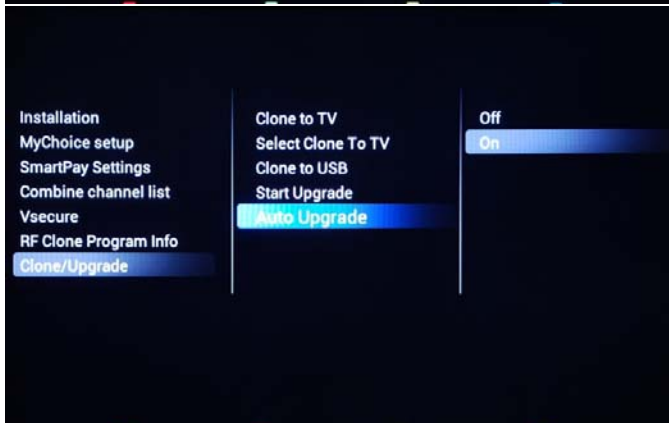 Installation
MyChoice setup
SmartPay Settings
Combine channel list
Vsecure
RF Clone Program Info
Clone/Upgrade
Clone to TV
Select Clone To TV
Clone to USB
Start Upgrade
Auto Upgrade
Off
On